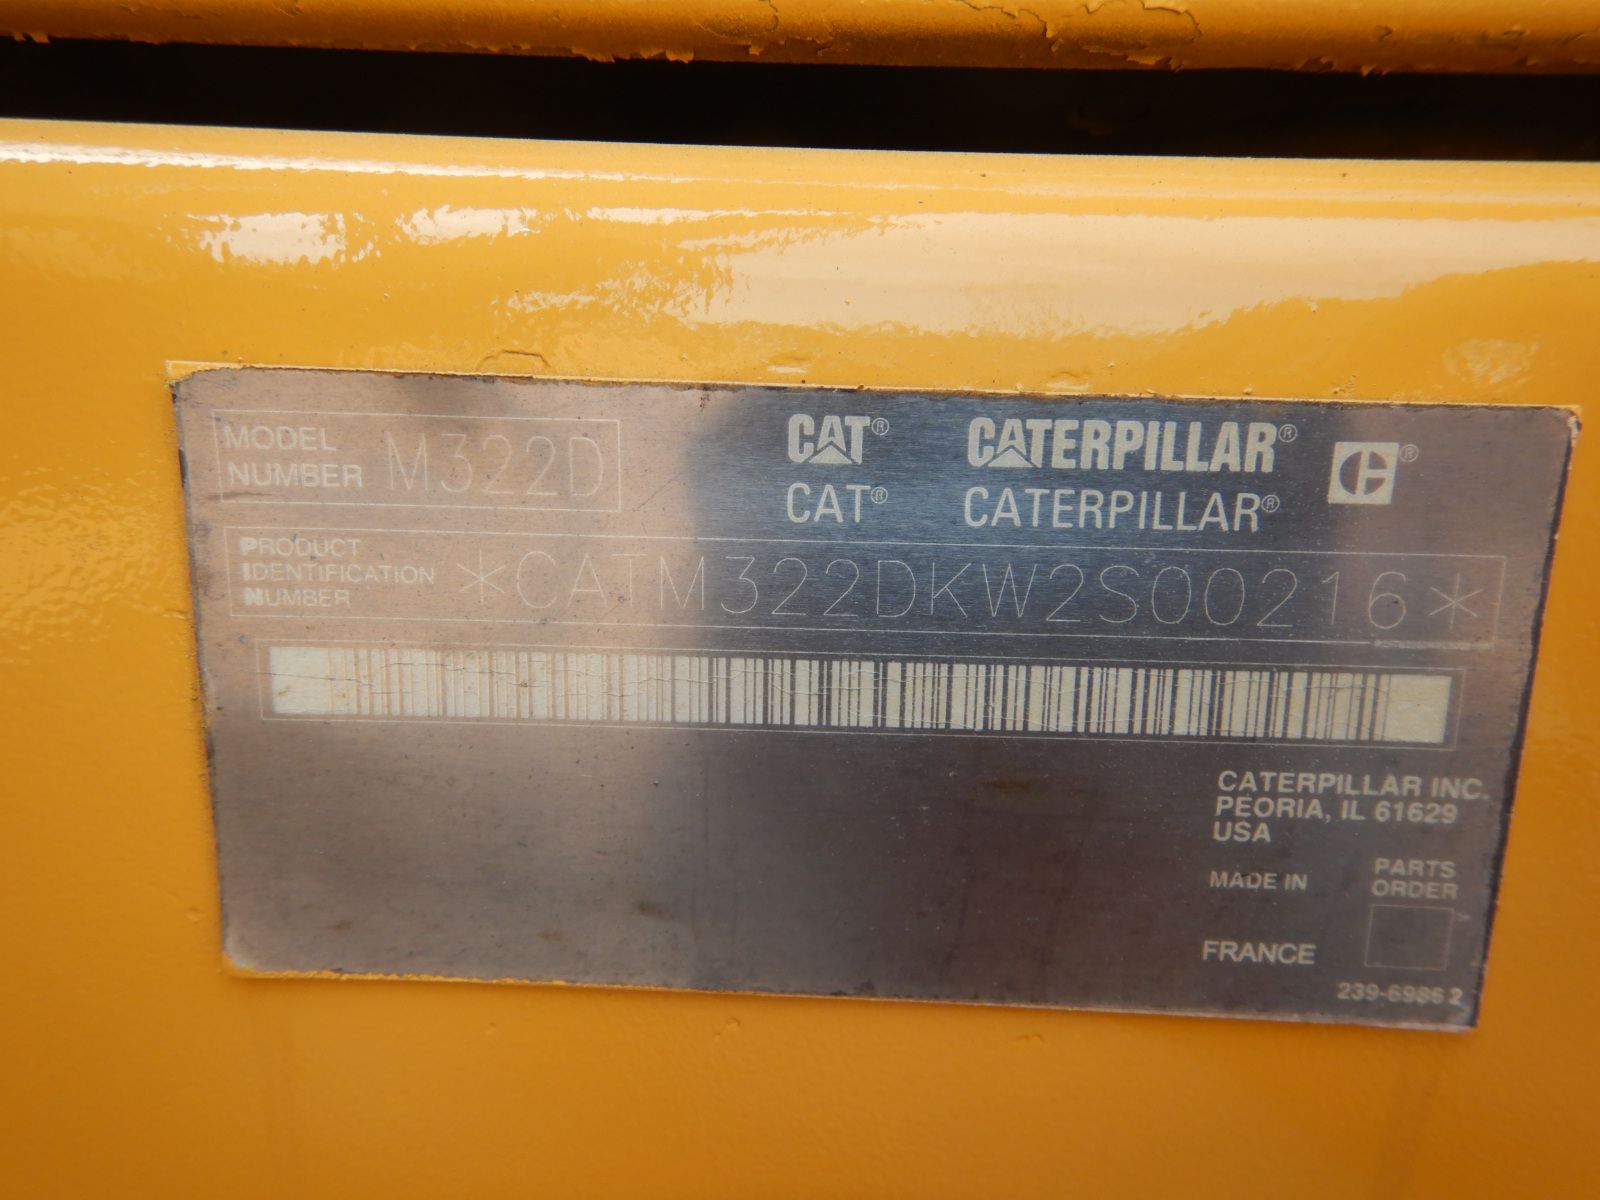 MODEL
NUMBER M322D
CAT® CATERPILLAR®
CAT® CATERPILLAR®
PRODUCT
IDENTIFICATION
NUMBER
*CATM322DKW2S00216*
CATERPILLAR INC.
PEORIA, IL 61629
USA
MADE IN
FRANCE
PARTS
ORDER
239-6986 2